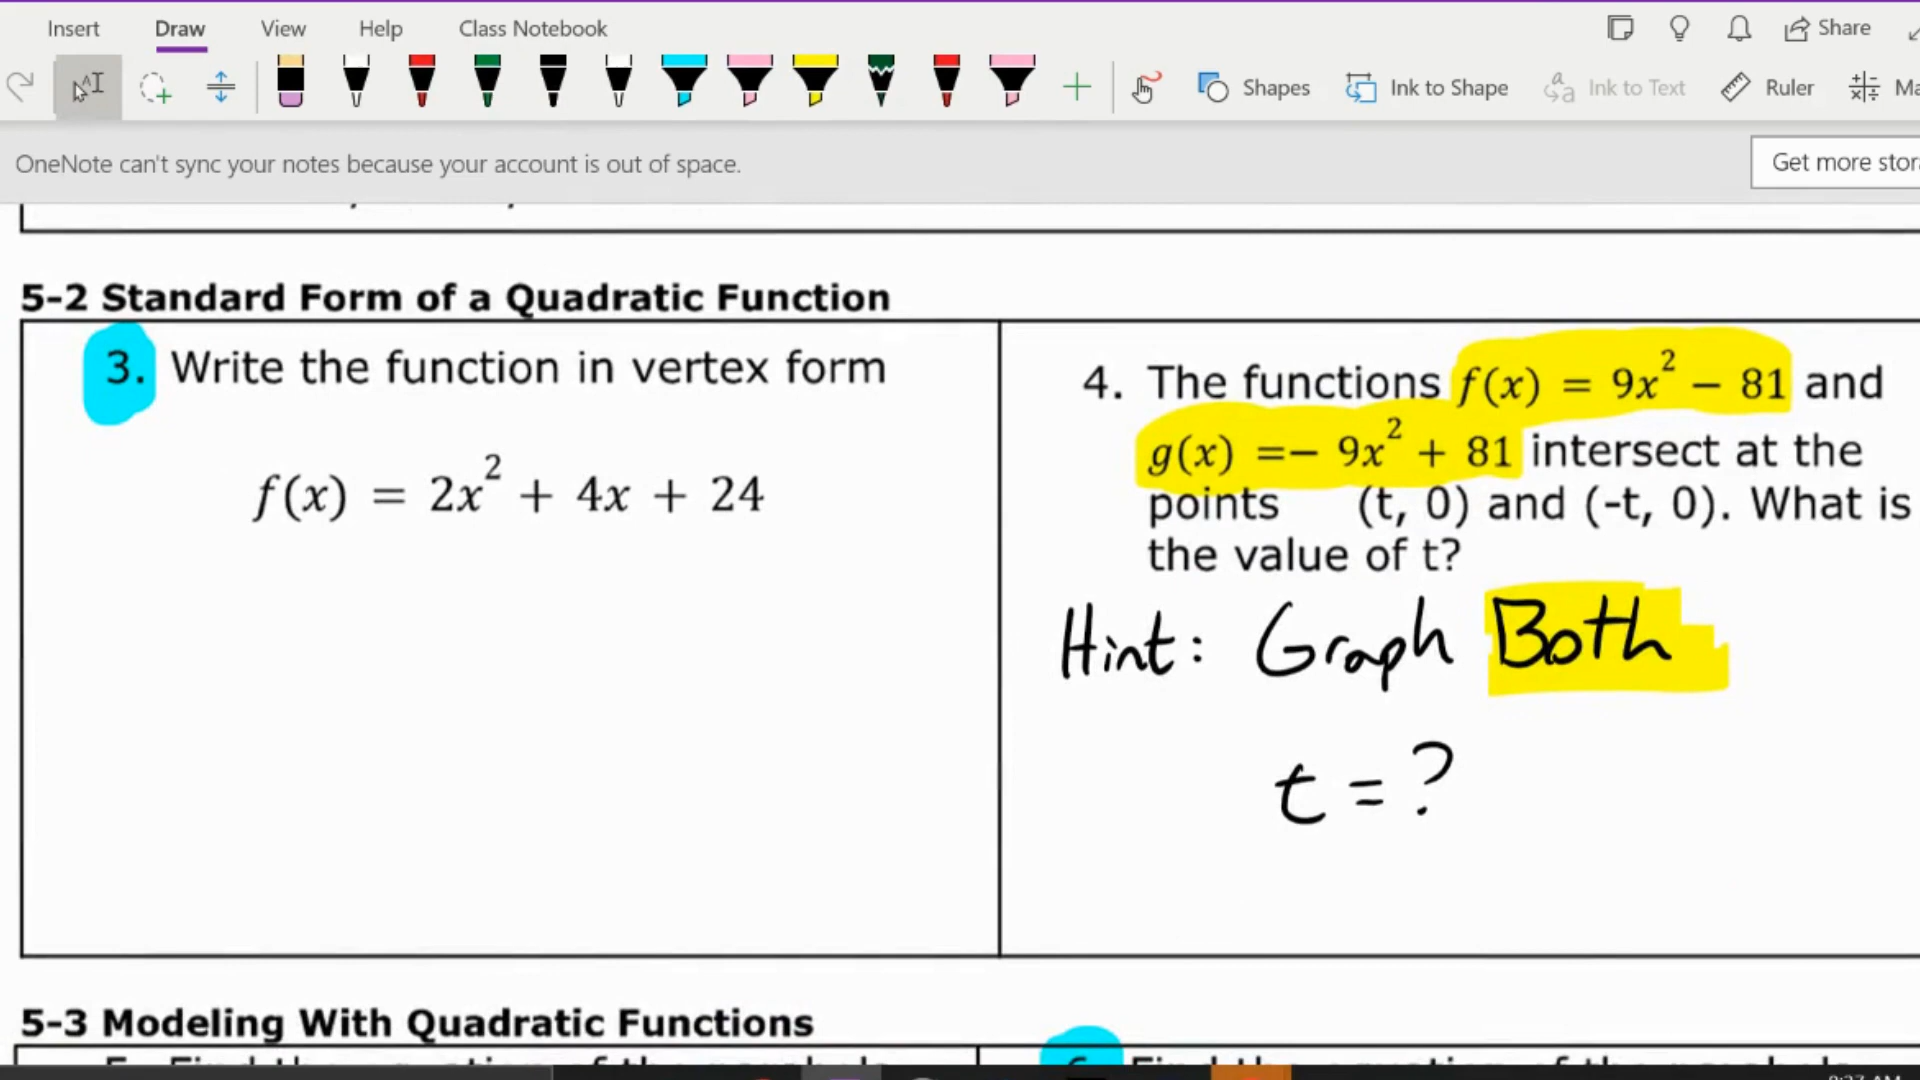 Insert Draw View Help Class Notebook Share
Shapes Ink to Shape Ink to Text Ruler
OneNote can't sync your notes because your account is out of space.
Get more
5-2 Standard Form of a Quadratic Function
3. Write the function in vertex form
f(x) = 2x² + 4x + 24
4. The functions f(x) = 9x² − 81 and
g(x) =− 9x² + 81 intersect at the
points (t, 0) and (-t, 0). What is
the value of t?
Hint: Graph Both
t = ?
5-3 Modeling With Quadratic Functions